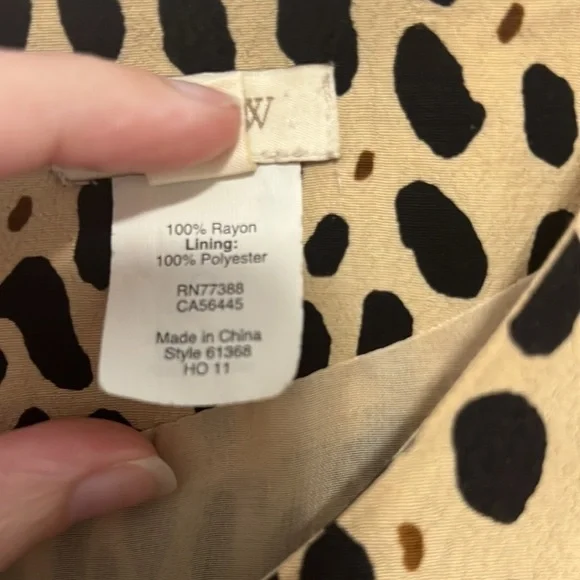 W
100% Rayon
Lining:
100% Polyester
RN77388
CA56445
Made in China
Style 61368
HO 11